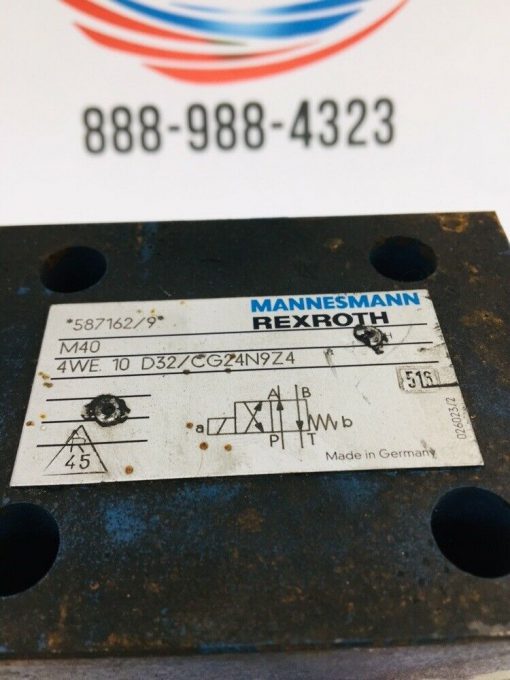 888-988-4323
MANNESMANN
REXROTH
*587162/9*
M40
4WE 10 D32/CG24N9Z4
516
026023/2
A B
a b
P T
R
45
Made in Germany